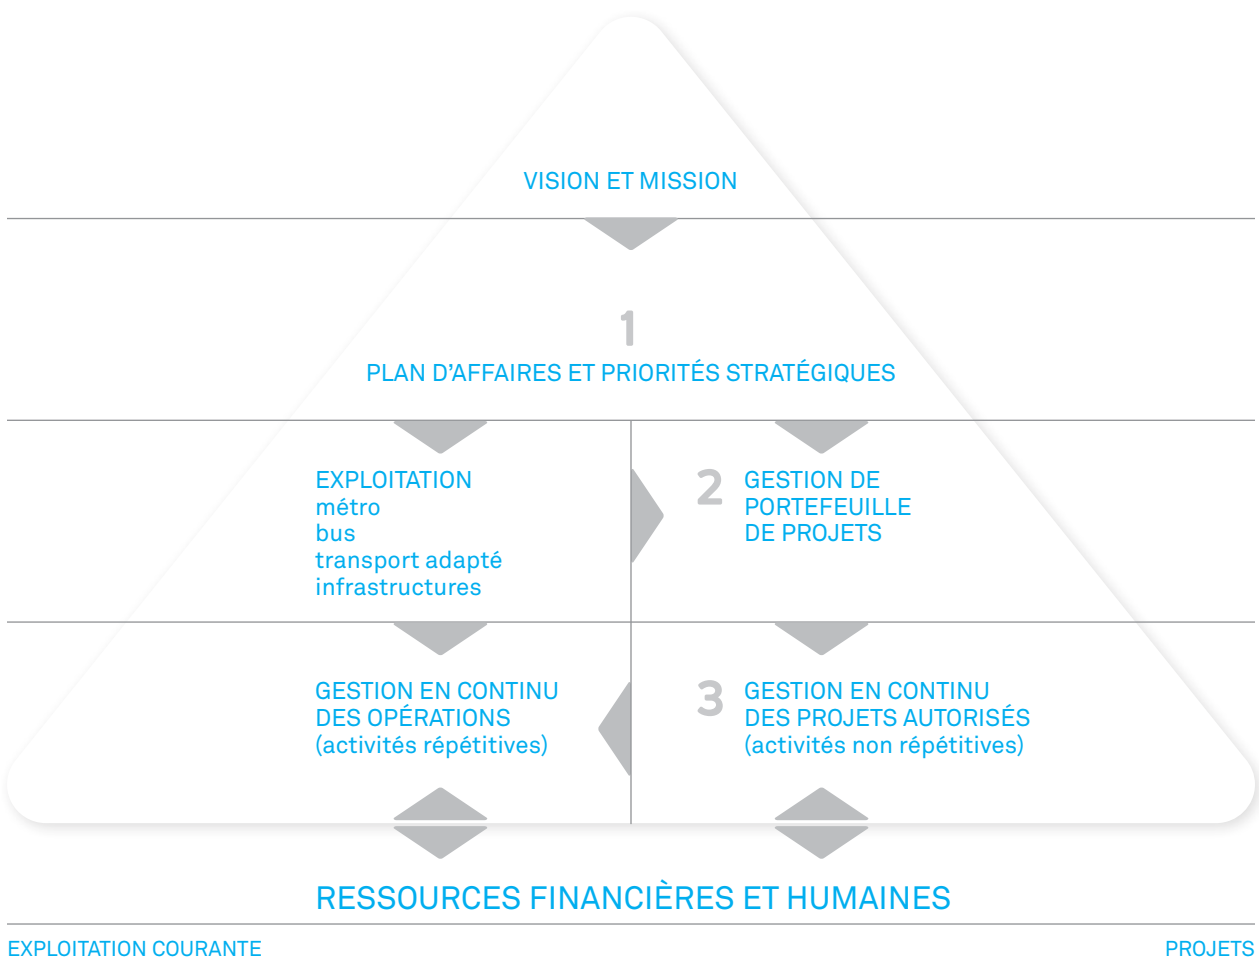 VISION ET MISSION
1
PLAN D’AFFAIRES ET PRIORITÉS STRATÉGIQUES
EXPLOITATION
métro
bus
transport adapté
infrastructures
2
GESTION DE
PORTEFEUILLE
DE PROJETS
GESTION EN CONTINU
DES OPÉRATIONS
(activités répétitives)
3
GESTION EN CONTINU
DES PROJETS AUTORISÉS
(activités non répétitives)
RESSOURCES FINANCIÈRES ET HUMAINES
EXPLOITATION COURANTE
PROJETS